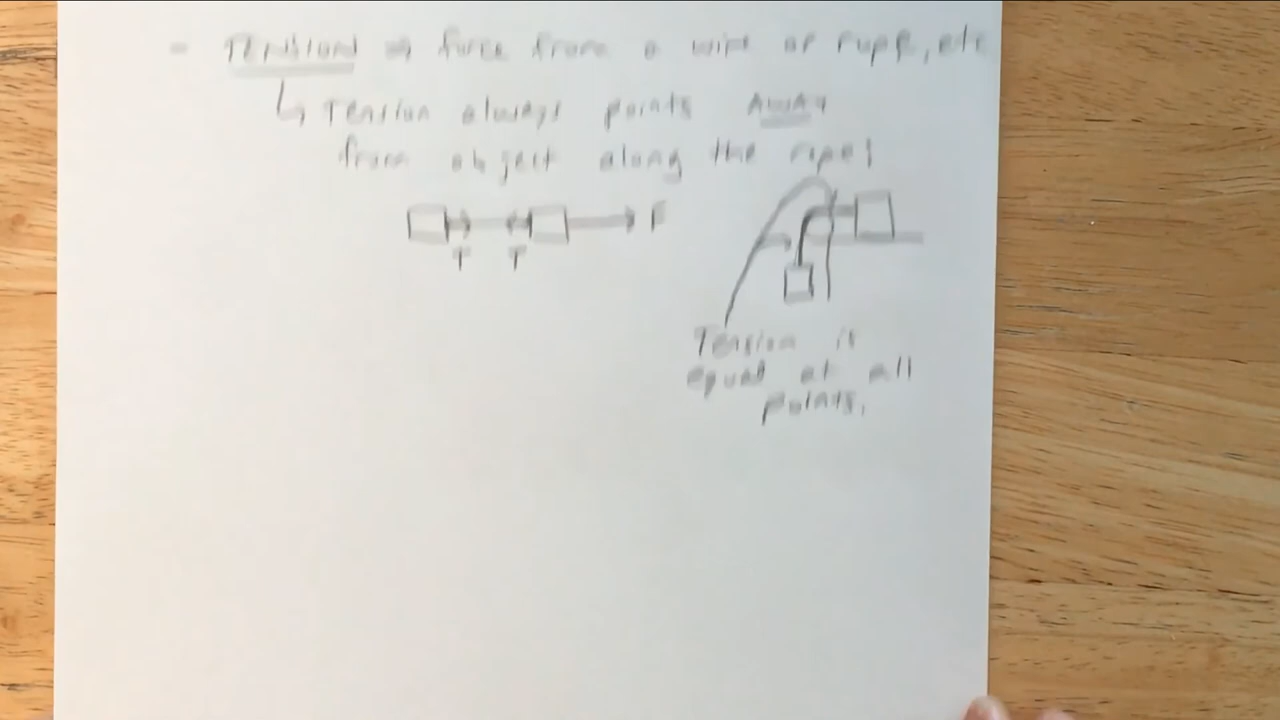 - TENSION ⇒ force from a wire or rope, etc
↳ Tension always points AWAY
from object along the rope!
F
T T
Tension is
equal at all
points.